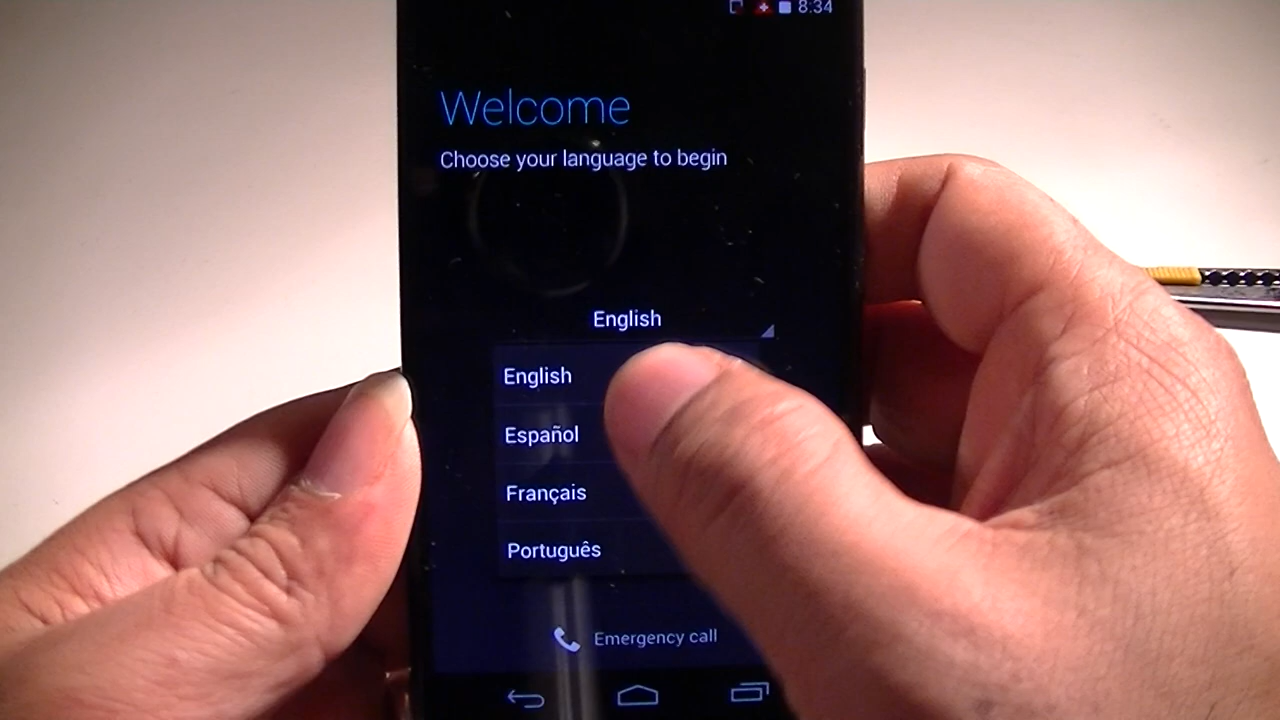 8:34
Welcome
Choose your language to begin
English
English
Español
Français
Português
Emergency call